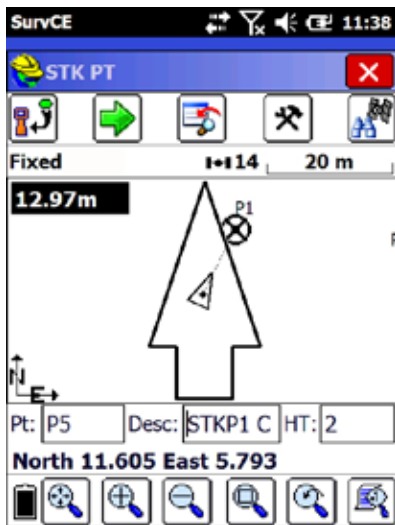 SurvCE 11:38
STK PT
Fixed 14 20 m
12.97m
P1
N
E
Pt: P5 Desc: STKP1 C HT: 2
North 11.605 East 5.793